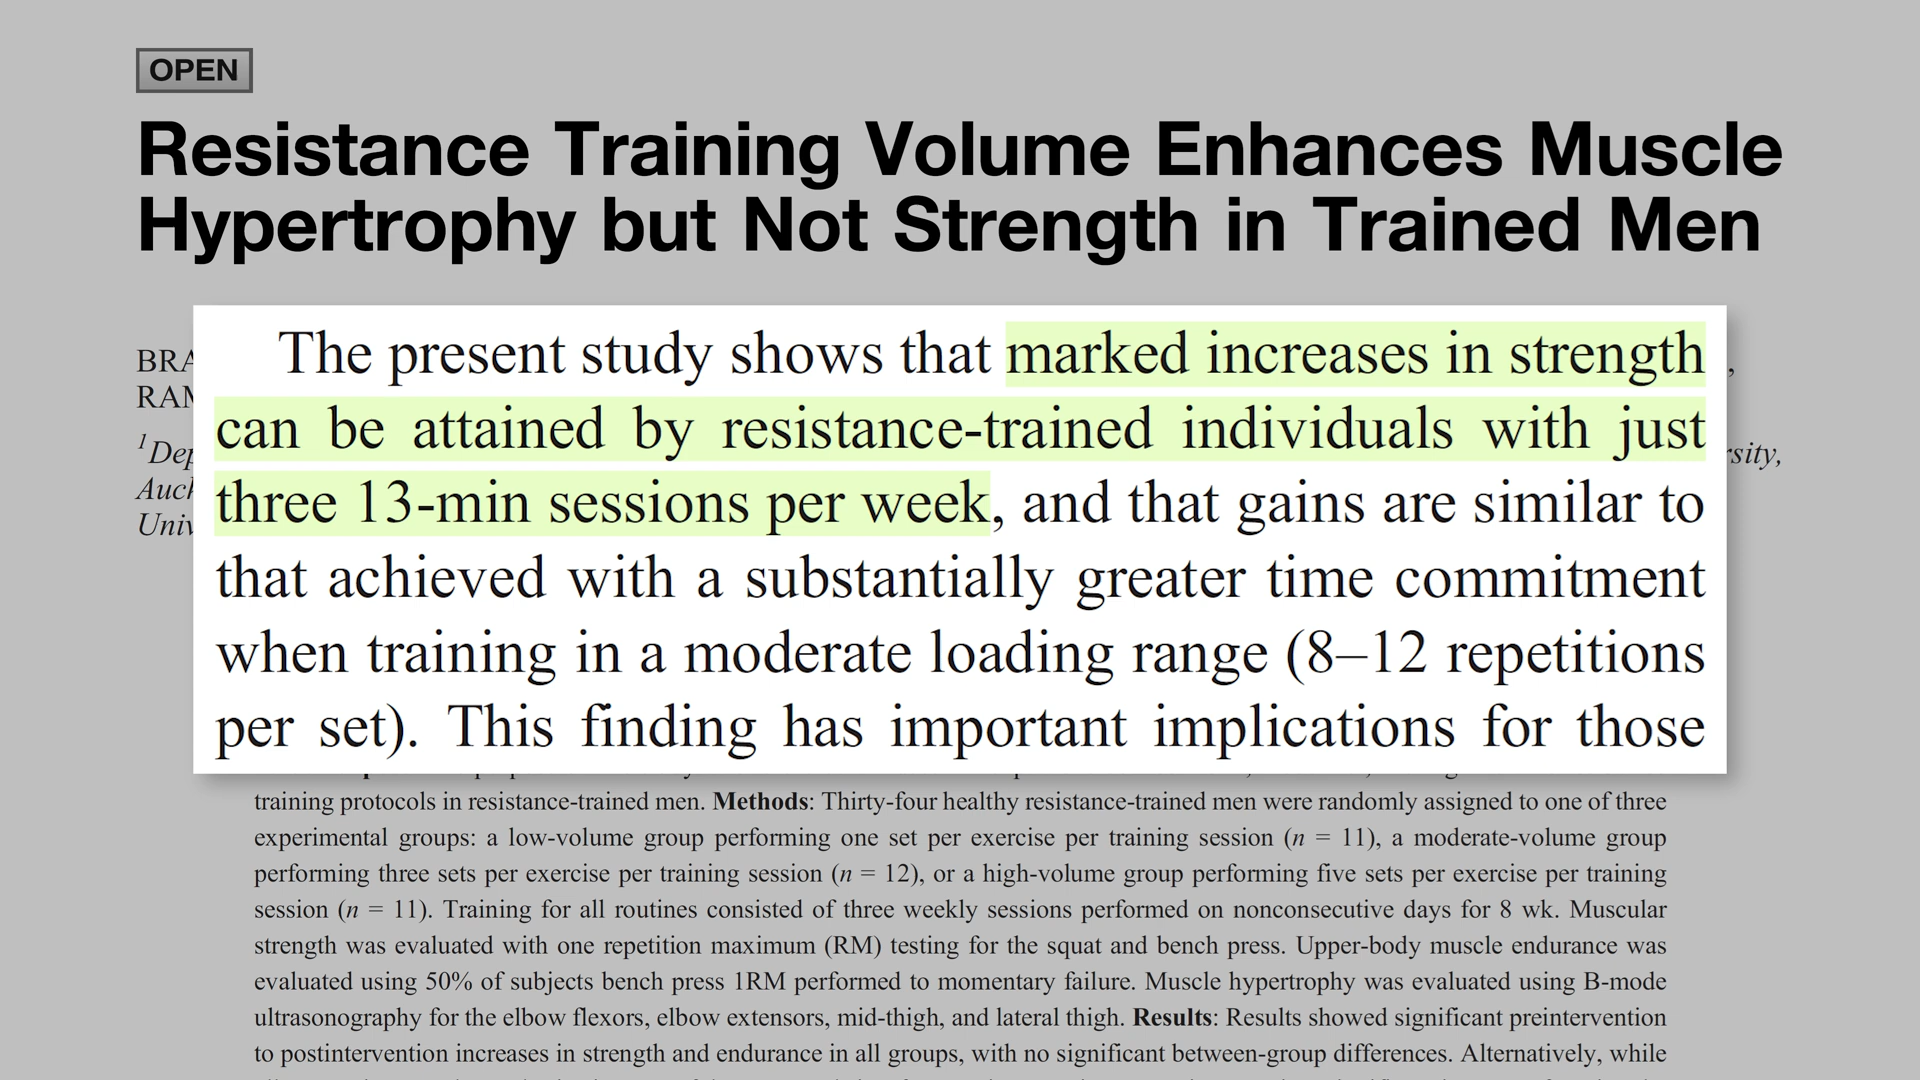 OPEN
Resistance Training Volume Enhances Muscle
Hypertrophy but Not Strength in Trained Men
The present study shows that marked increases in strength
can be attained by resistance-trained individuals with just
three 13-min sessions per week, and that gains are similar to
that achieved with a substantially greater time commitment
when training in a moderate loading range (8–12 repetitions
per set). This finding has important implications for those
training protocols in resistance-trained men. Methods: Thirty-four healthy resistance-trained men were randomly assigned to one of three
experimental groups: a low-volume group performing one set per exercise per training session (n = 11), a moderate-volume group
performing three sets per exercise per training session (n = 12), or a high-volume group performing five sets per exercise per training
session (n = 11). Training for all routines consisted of three weekly sessions performed on nonconsecutive days for 8 wk. Muscular
strength was evaluated with one repetition maximum (RM) testing for the squat and bench press. Upper-body muscle endurance was
evaluated using 50% of subjects bench press 1RM performed to momentary failure. Muscle hypertrophy was evaluated using B-mode
ultrasonography for the elbow flexors, elbow extensors, mid-thigh, and lateral thigh. Results: Results showed significant preintervention
to postintervention increases in strength and endurance in all groups, with no significant between-group differences. Alternatively, while